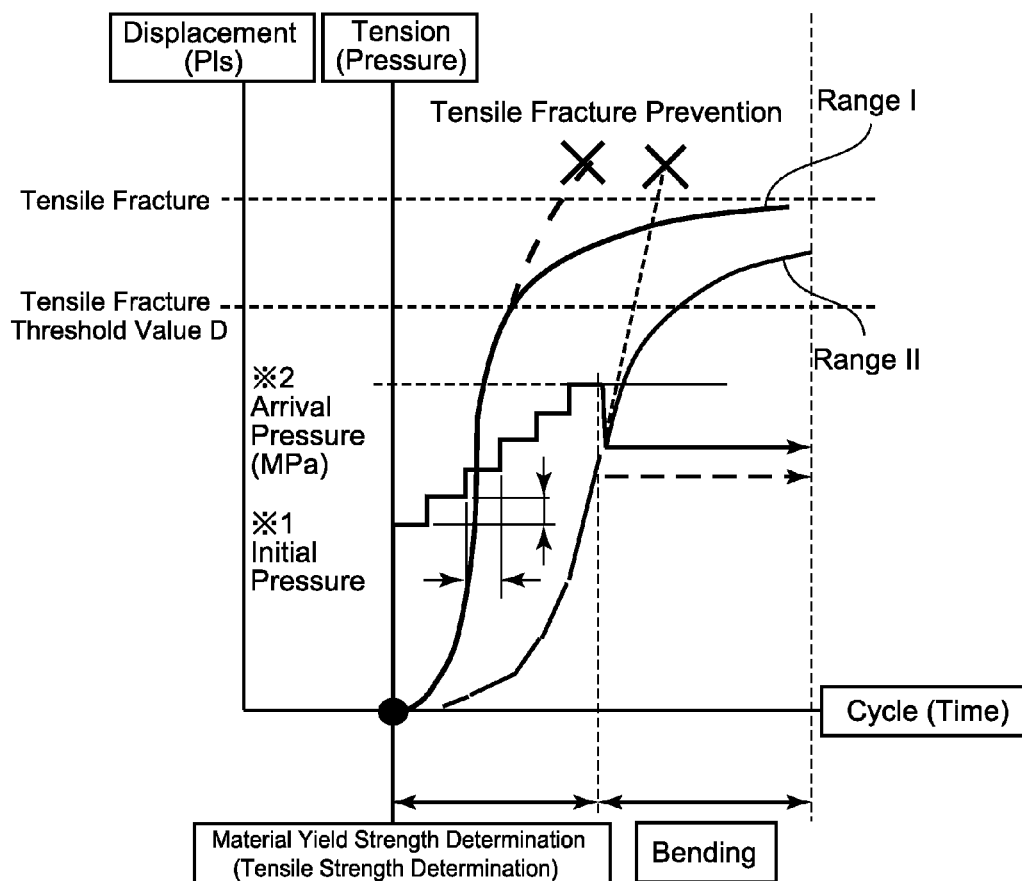 Displacement
(Pls)
Tension
(Pressure)
Tensile Fracture Prevention
Range I
Tensile Fracture
Tensile Fracture
Threshold Value D
Range II
※2
Arrival
Pressure
(MPa)
※1
Initial
Pressure
Cycle (Time)
Material Yield Strength Determination
(Tensile Strength Determination)
Bending